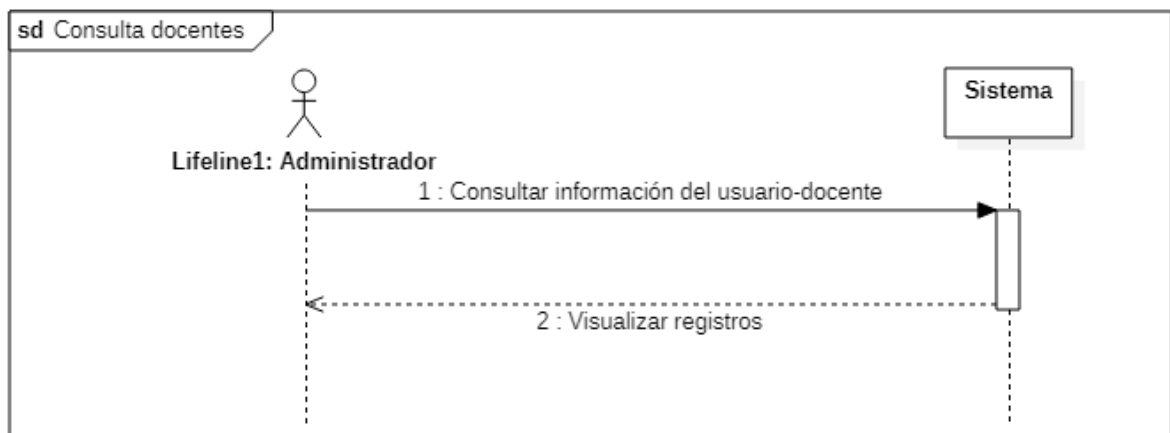 sd Consulta docentes
Sistema
Lifeline1: Administrador
1 : Consultar información del usuario-docente
2 : Visualizar registros